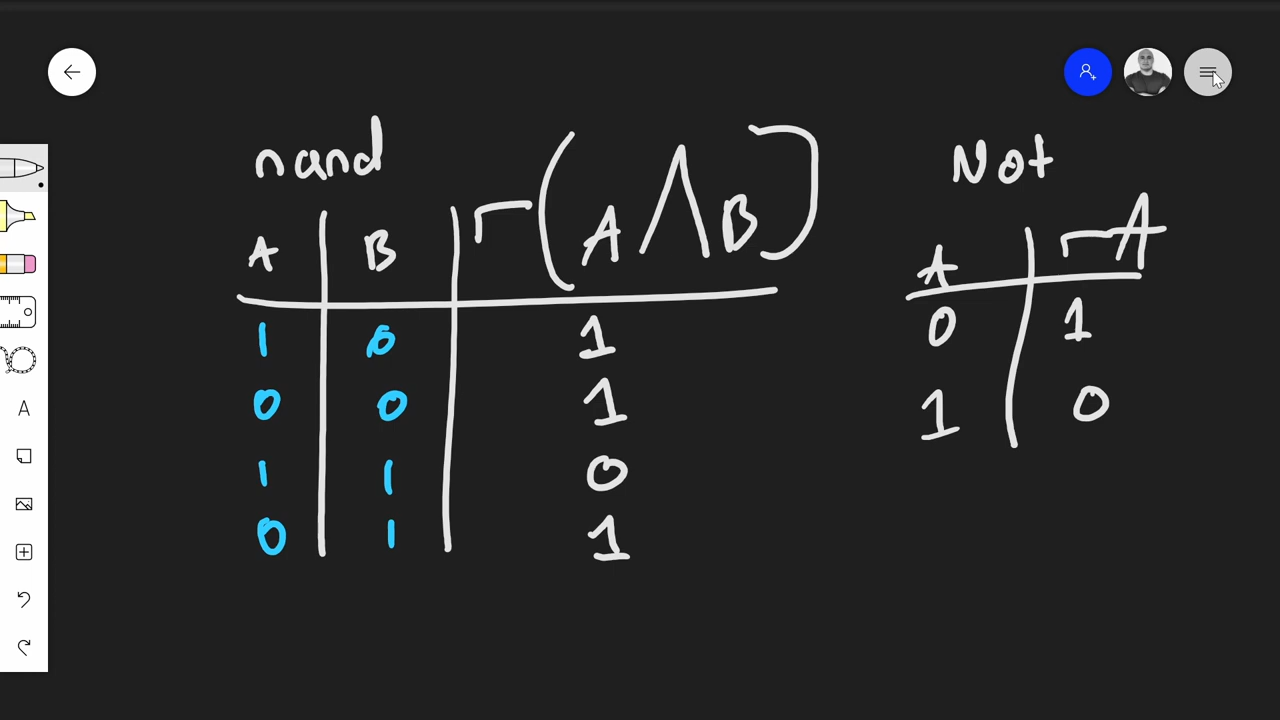 nand
A B ¬(A ∧ B)
1 0 1
0 0 1
1 1 0
0 1 1
Not
A ¬A
0 1
1 0
A